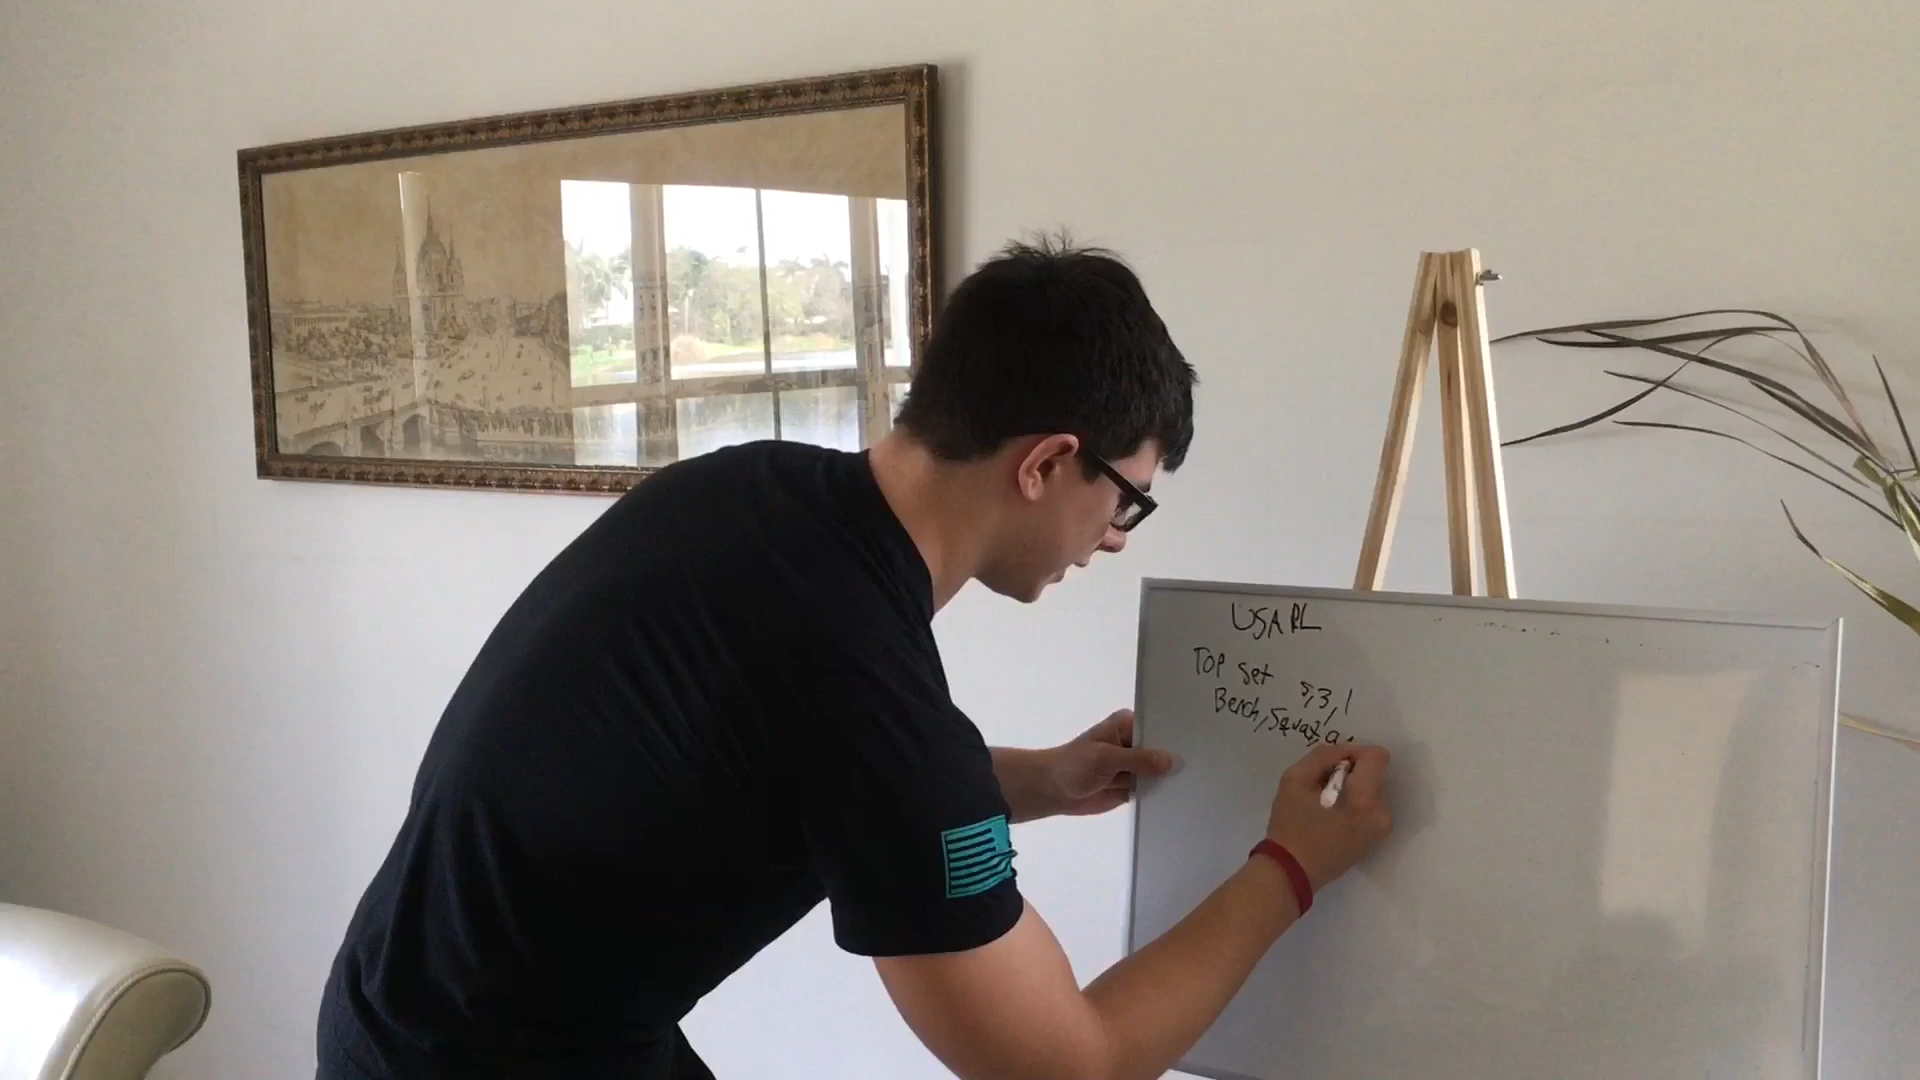 USAPL
Top set 5,3,1
Bench, Squat, a